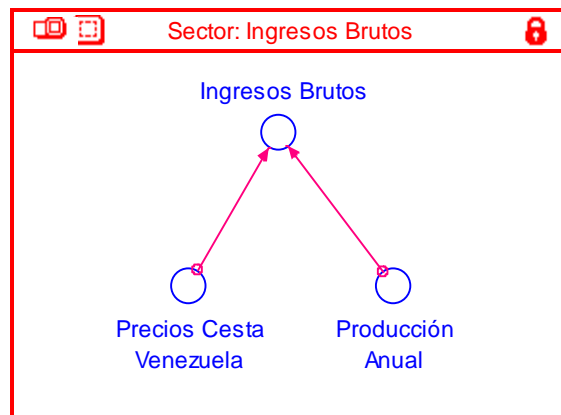 Sector: Ingresos Brutos
Ingresos Brutos
Precios Cesta
Venezuela
Producción
Anual